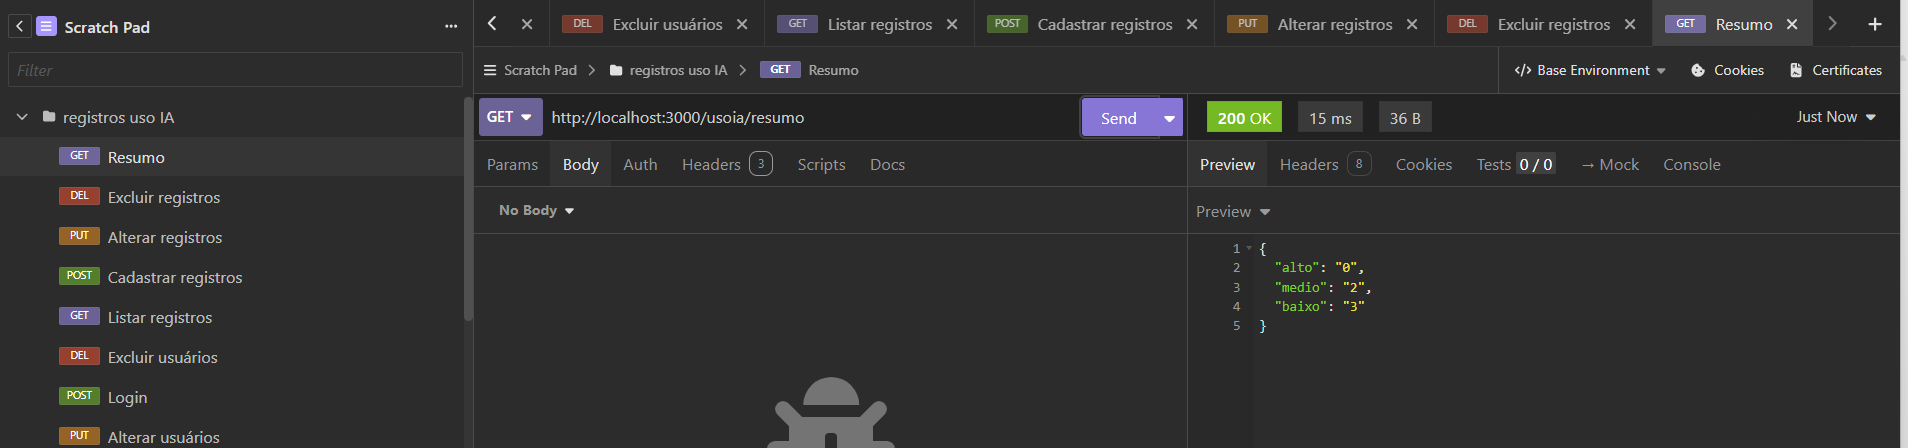 Scratch Pad
Filter
registros uso IA
GET Resumo
DEL Excluir registros
PUT Alterar registros
POST Cadastrar registros
GET Listar registros
DEL Excluir usuários
POST Login
PUT Alterar usuários
DEL Excluir usuários GET Listar registros POST Cadastrar registros PUT Alterar registros DEL Excluir registros GET Resumo
Scratch Pad registros uso IA GET Resumo
Base Environment Cookies Certificates
GET http://localhost:3000/usoia/resumo Send
Params Body Auth Headers 3 Scripts Docs
No Body
200 OK 15 ms 36 B Just Now
Preview Headers 8 Cookies Tests 0 / 0 → Mock Console
Preview
1 {
2 "alto": "0",
3 "medio": "2",
4 "baixo": "3"
5 }